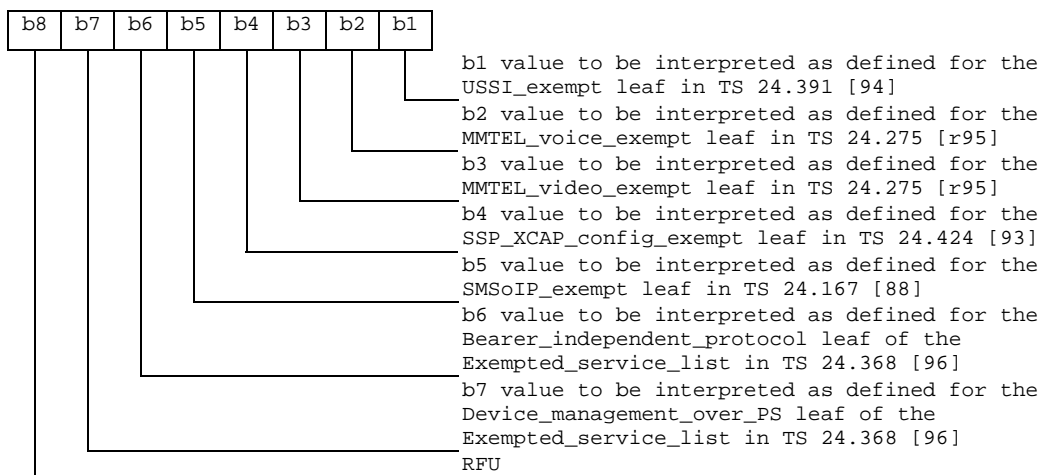 b8 b7 b6 b5 b4 b3 b2 b1
b1 value to be interpreted as defined for the
USSI_exempt leaf in TS 24.391 [94]
b2 value to be interpreted as defined for the
MMTEL_voice_exempt leaf in TS 24.275 [r95]
b3 value to be interpreted as defined for the
MMTEL_video_exempt leaf in TS 24.275 [r95]
b4 value to be interpreted as defined for the
SSP_XCAP_config_exempt leaf in TS 24.424 [93]
b5 value to be interpreted as defined for the
SMSoIP_exempt leaf in TS 24.167 [88]
b6 value to be interpreted as defined for the
Bearer_independent_protocol leaf of the
Exempted_service_list in TS 24.368 [96]
b7 value to be interpreted as defined for the
Device_management_over_PS leaf of the
Exempted_service_list in TS 24.368 [96]
RFU